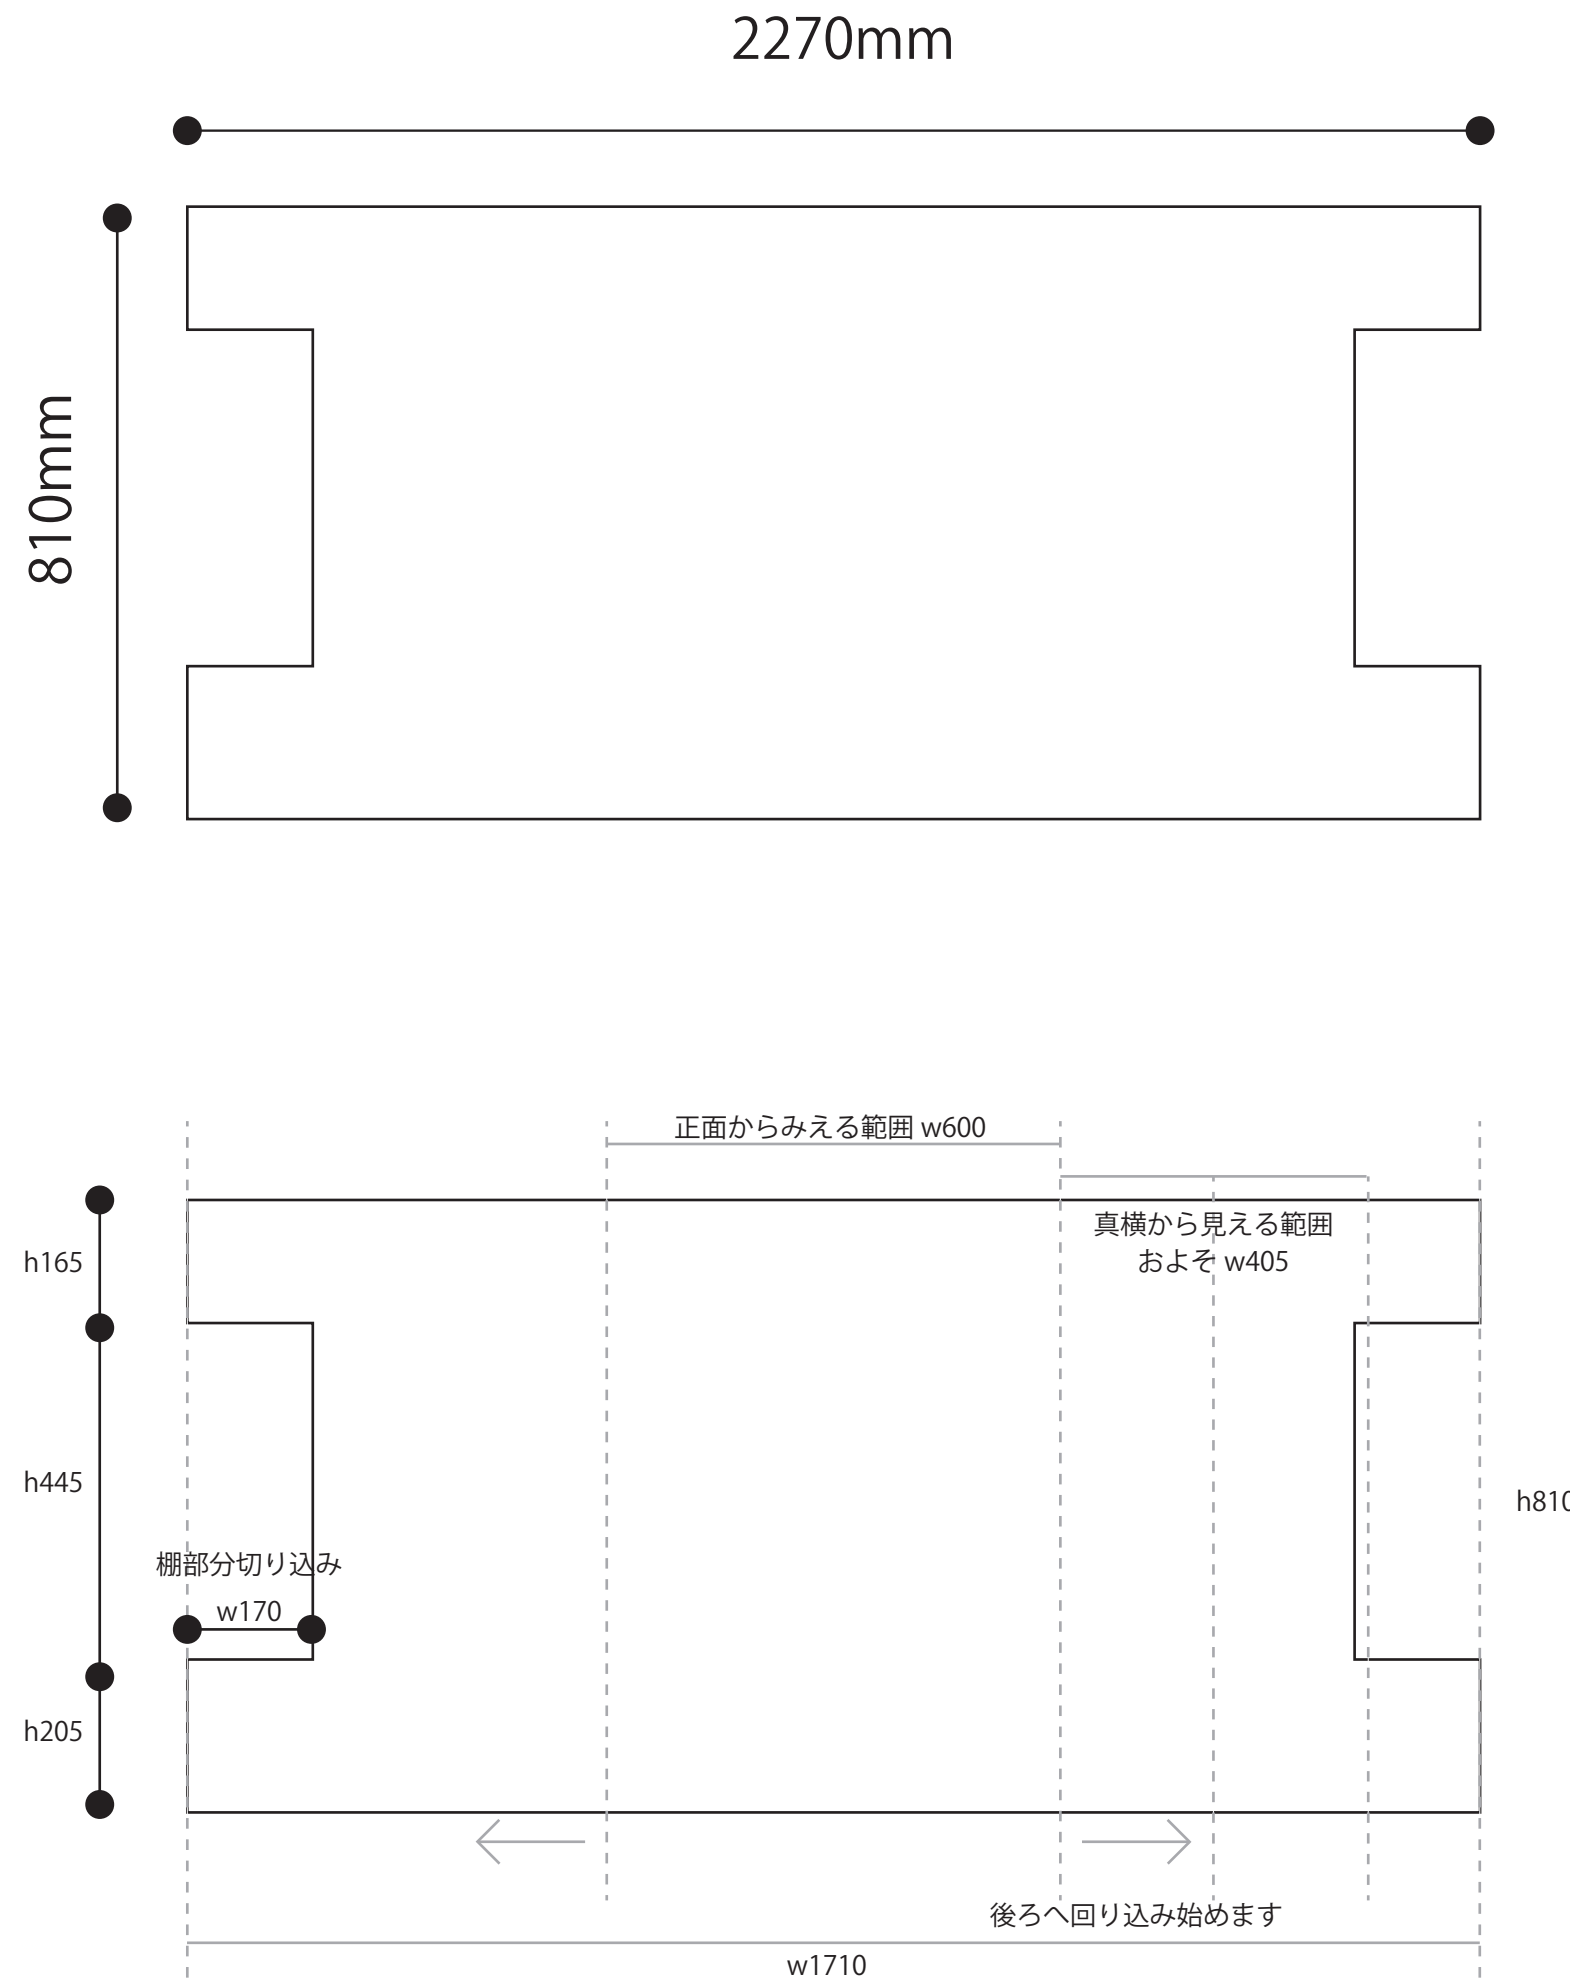 2270mm
810mm
正面からみえる範囲 w600
真横から見える範囲
およそ w405
h165
h445
h810
棚部分切り込み
w170
h205
後ろへ回り込み始めます
w1710